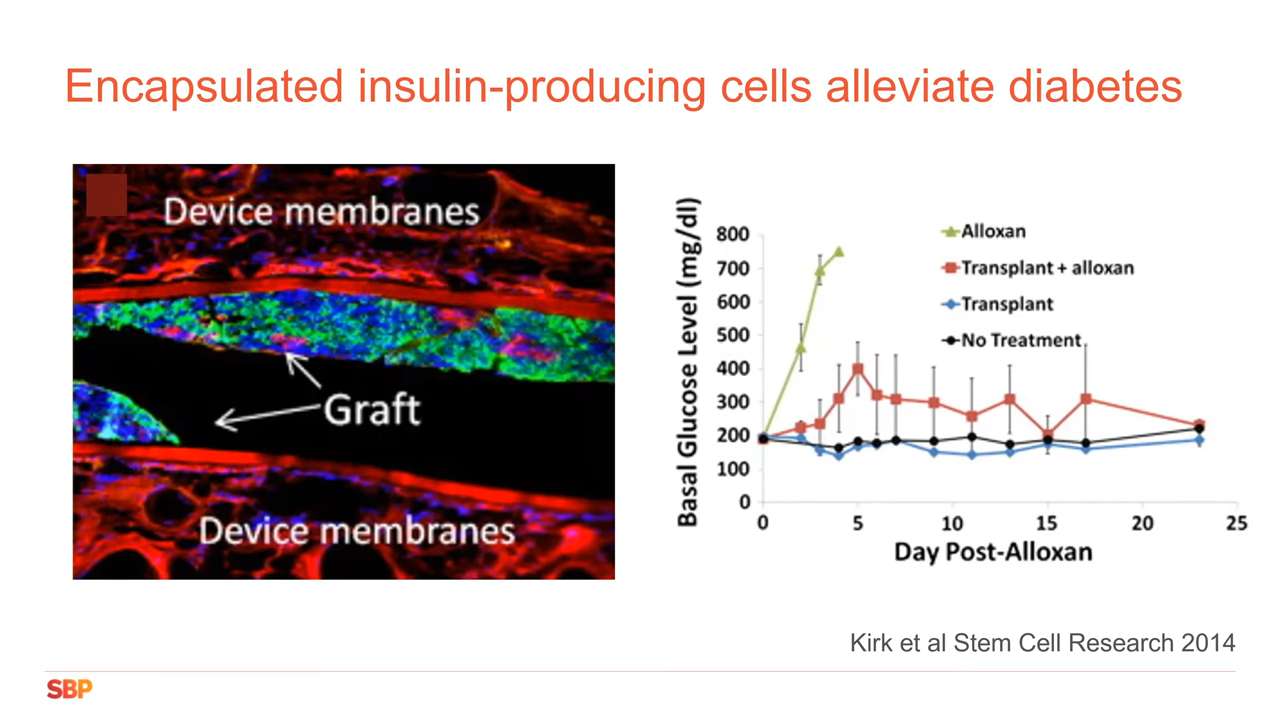 Encapsulated insulin-producing cells alleviate diabetes
Device membranes
Graft
Device membranes
Basal Glucose Level (mg/dl)
800
700
600
500
400
300
200
100
0
Alloxan
Transplant + alloxan
Transplant
No Treatment
0 5 10 15 20 25
Day Post-Alloxan
Kirk et al Stem Cell Research 2014
SBP